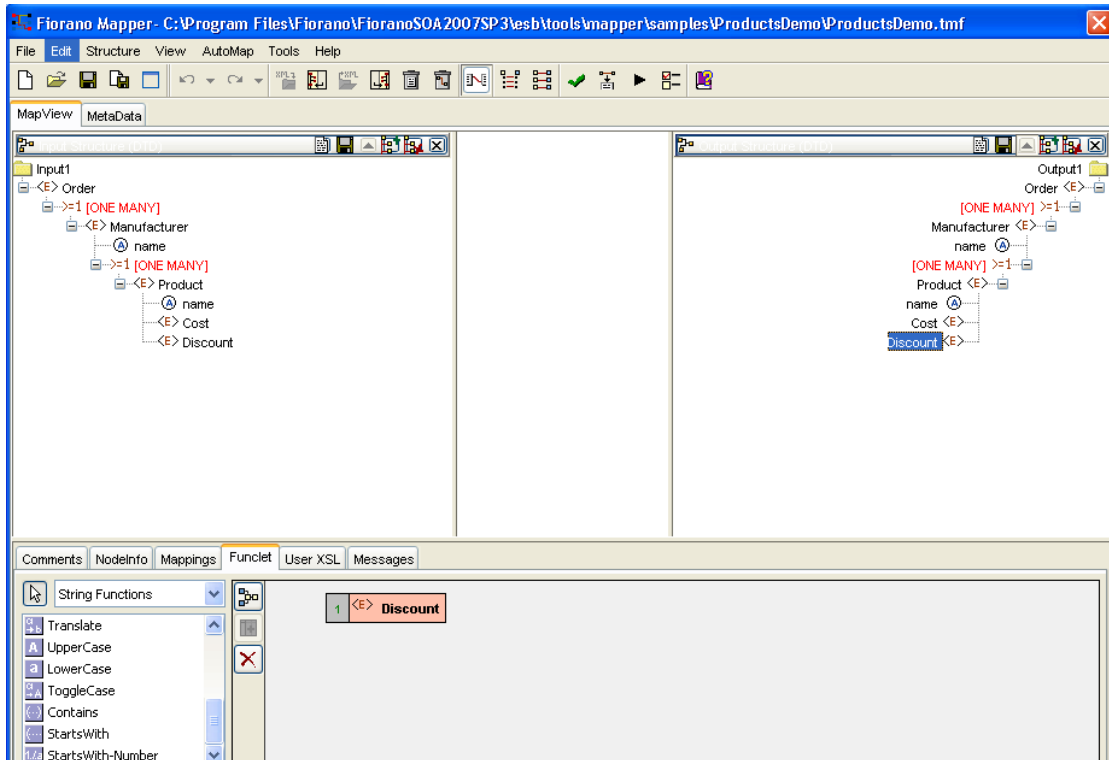 Fiorano Mapper- C:\Program Files\Fiorano\FioranoSOA2007SP3\esb\tools\mapper\samples\ProductsDemo\ProductsDemo.tmf
File Edit Structure View AutoMap Tools Help
MapView MetaData
Input Structure (DTD)
Output Structure (DTD)
Input1
Output1
<E> Order
Order <E>
>=1 [ONE MANY]
[ONE MANY] >=1
<E> Manufacturer
Manufacturer <E>
A name
name A
>=1 [ONE MANY]
[ONE MANY] >=1
<E> Product
Product <E>
A name
name A
<E> Cost
Cost <E>
<E> Discount
Discount <E>
Comments NodeInfo Mappings Funclet User XSL Messages
String Functions
1 <E> Discount
Translate
A UpperCase
a LowerCase
ToggleCase
Contains
StartsWith
StartsWith-Number